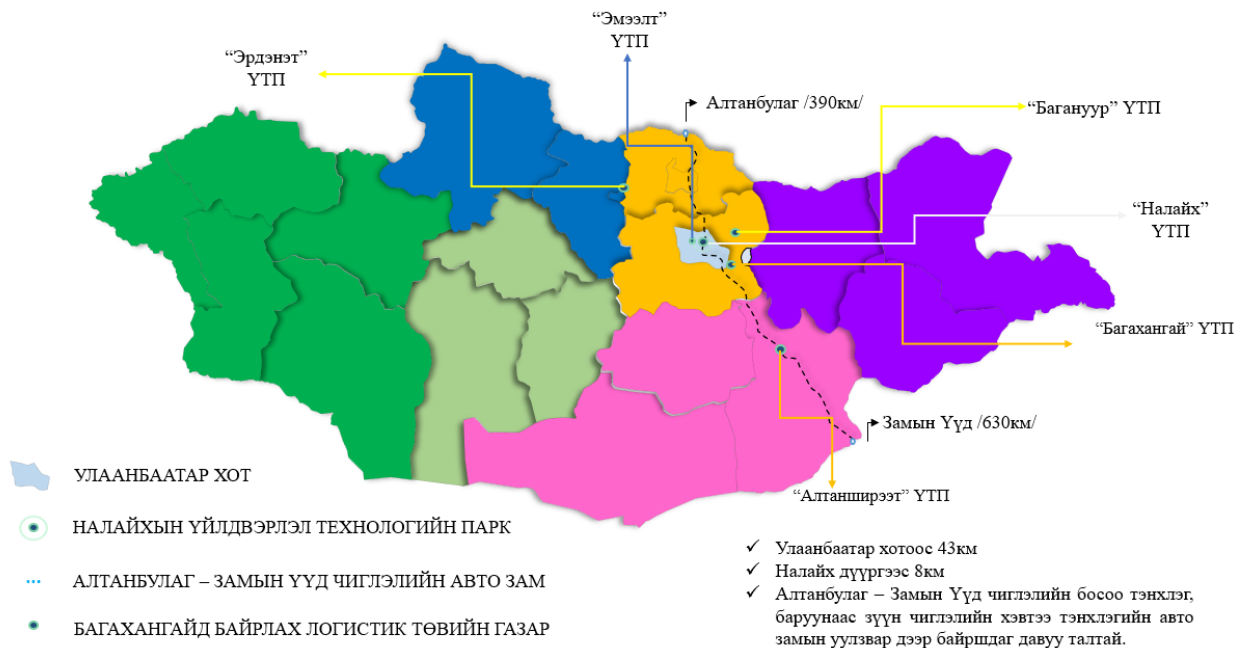 “Эмээлт”
ҮТП
“Эрдэнэт”
ҮТП
Алтанбулаг /390км/
“Багануур” ҮТП
“Налайх”
ҮТП
“Багахангай” ҮТП
Замын Үүд /630км/
“Алтанширээт” ҮТП
УЛААНБААТАР ХОТ
НАЛАЙХЫН ҮЙЛДВЭРЛЭЛ ТЕХНОЛОГИЙН ПАРК
АЛТАНБУЛАГ – ЗАМЫН ҮҮД ЧИГЛЭЛИЙН АВТО ЗАМ
БАГАХАНГАЙД БАЙРЛАХ ЛОГИСТИК ТӨВИЙН ГАЗАР
✓ Улаанбаатар хотоос 43км
✓ Налайх дүүргээс 8км
✓ Алтанбулаг – Замын Үүд чиглэлийн босоо тэнхлэг,
баруунаас зүүн чиглэлийн хэвтээ тэнхлэгийн авто
замын уулзвар дээр байршдаг давуу талтай.